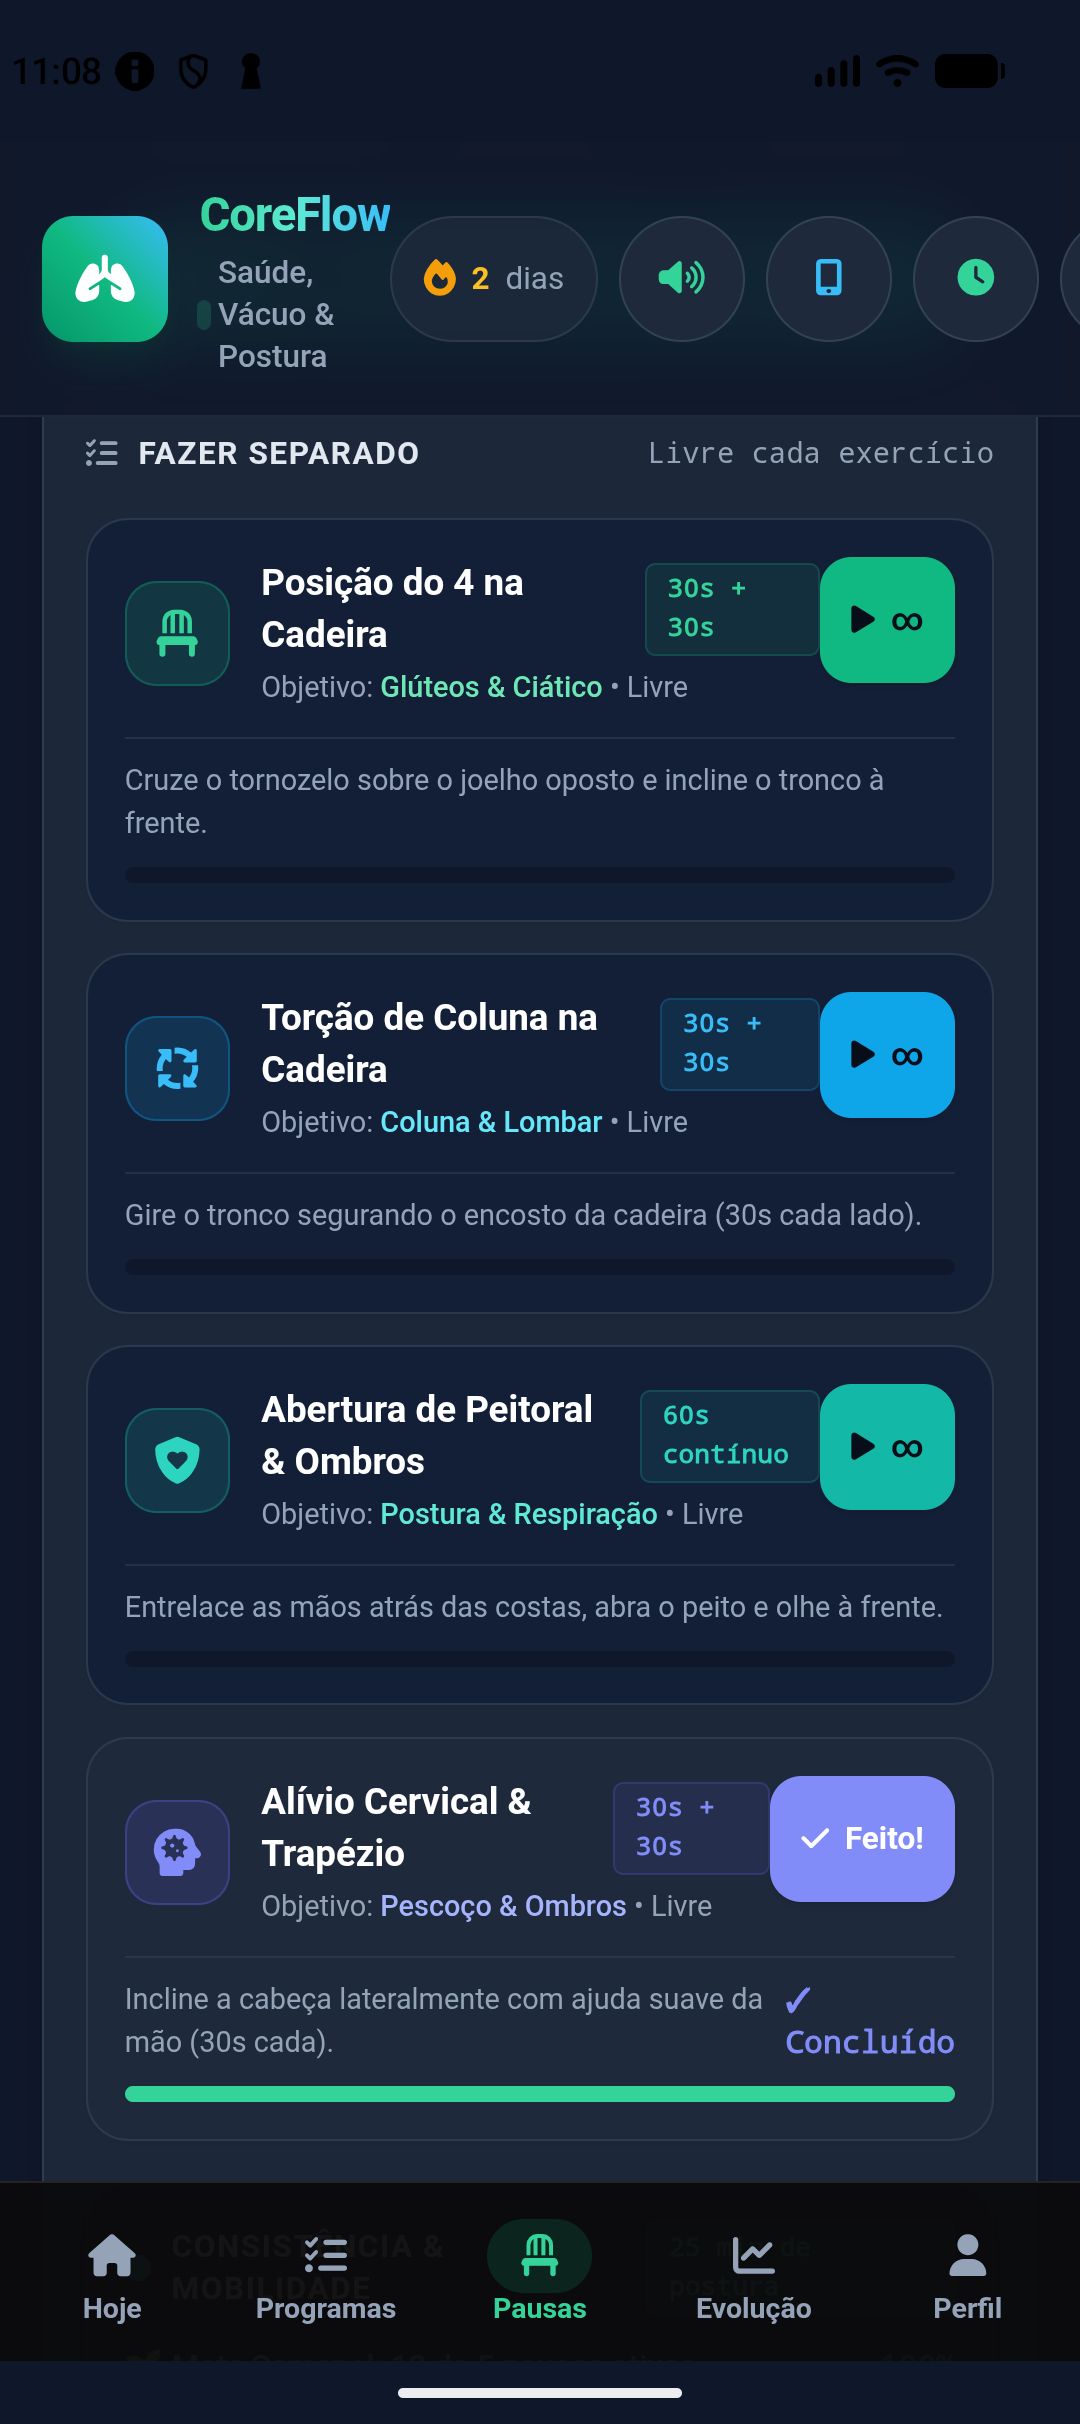 11:08
CoreFlow
Saúde,
Vácuo &
Postura
2 dias
FAZER SEPARADO
Livre cada exercício
Posição do 4 na
Cadeira
30s +
30s
∞
Objetivo: Glúteos & Ciático • Livre
Cruze o tornozelo sobre o joelho oposto e incline o tronco à
frente.
Torção de Coluna na
Cadeira
30s +
30s
∞
Objetivo: Coluna & Lombar • Livre
Gire o tronco segurando o encosto da cadeira (30s cada lado).
Abertura de Peitoral
& Ombros
60s
contínuo
∞
Objetivo: Postura & Respiração • Livre
Entrelace as mãos atrás das costas, abra o peito e olhe à frente.
Alívio Cervical &
Trapézio
30s +
30s
Feito!
Objetivo: Pescoço & Ombros • Livre
Incline a cabeça lateralmente com ajuda suave da
mão (30s cada).
✓
Concluído
CONSISTÊNCIA &
MOBILIDADE
Hoje
Programas
Pausas
Evolução
Perfil